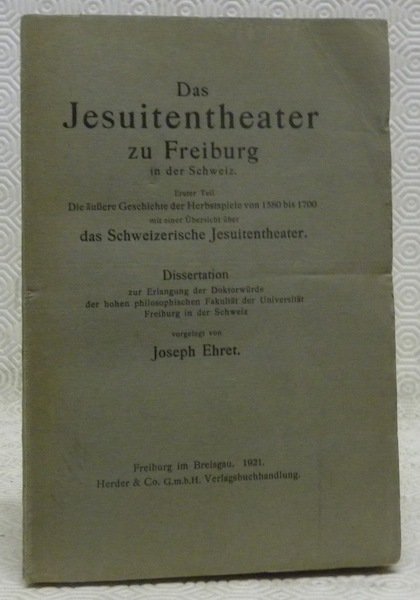 Das
Jesuitentheater
zu Freiburg
in der Schweiz.
Erster Teil
Die äußere Geschichte der Herbstspiele von 1580 bis 1700
mit einer Übersicht über
das Schweizerische Jesuitentheater.
Dissertation
zur Erlangung der Doktorwürde
der hohen philosophischen Fakultät der Universität
Freiburg in der Schweiz
vorgelegt von
Joseph Ehret.
Freiburg im Breisgau. 1921.
Herder & Co. G.m.b.H. Verlagsbuchhandlung.